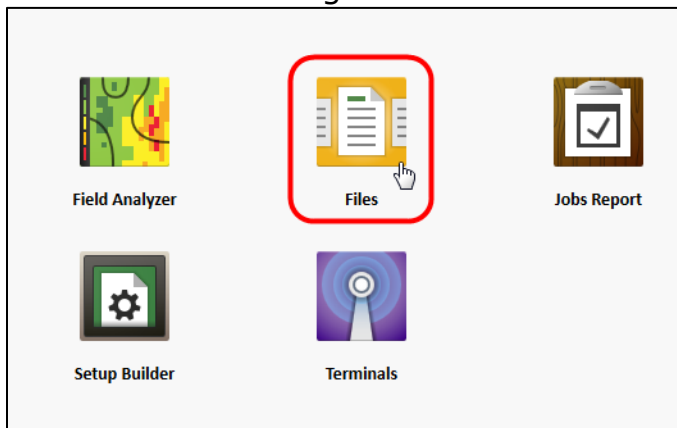 Field Analyzer
Files
Jobs Report
Setup Builder
Terminals